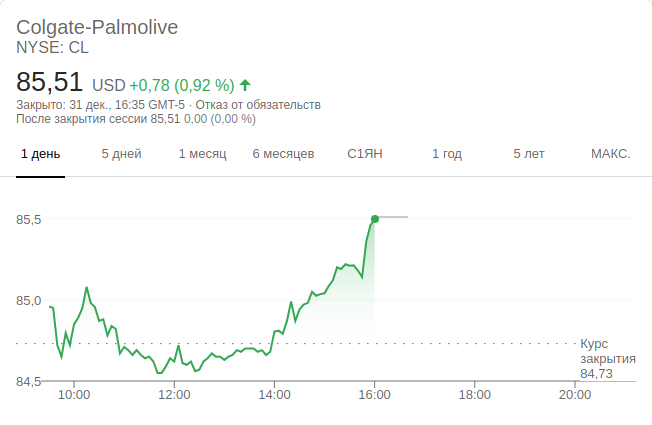 Colgate-Palmolive
NYSE: CL
85,51 USD +0,78 (0,92 %)
Закрыто: 31 дек., 16:35 GMT-5 · Отказ от обязательств
После закрытия сессии 85,51 0,00 (0,00 %)
1 день 5 дней 1 месяц 6 месяцев С1ЯН 1 год 5 лет МАКС.
85,5
85,0
Курс
закрытия
84,73
84,5
10:00 12:00 14:00 16:00 18:00 20:00